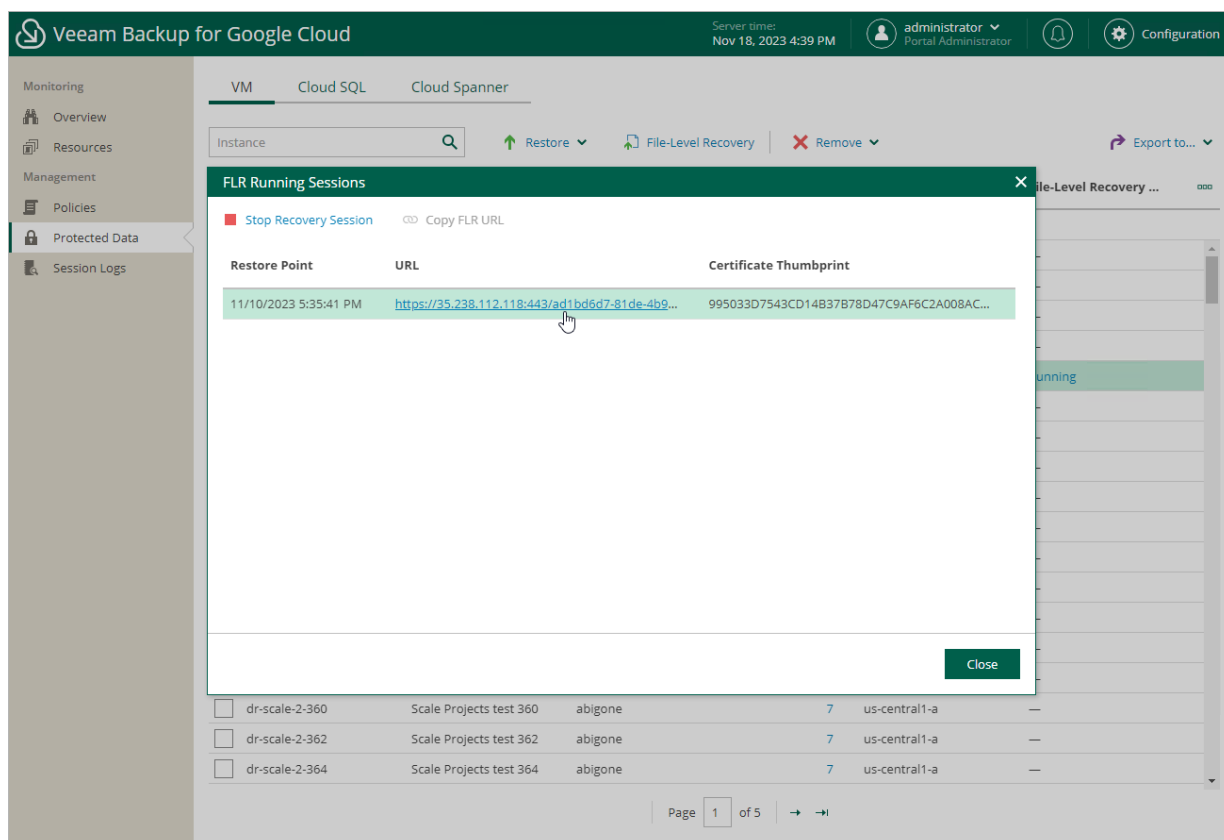 Veeam Backup for Google Cloud
Server time:
Nov 18, 2023 4:39 PM
administrator
Portal Administrator
Configuration
Monitoring
Overview
Resources
Management
Policies
Protected Data
Session Logs
VM Cloud SQL Cloud Spanner
Instance Restore File-Level Recovery Remove Export to...
FLR Running Sessions
ile-Level Recovery ...
Stop Recovery Session Copy FLR URL
Restore Point URL Certificate Thumbprint
11/10/2023 5:35:41 PM https://35.238.112.118:443/ad1bd6d7-81de-4b9... 995033D7543CD14B37B78D47C9AF6C2A008AC...
unning
Close
dr-scale-2-360 Scale Projects test 360 abigone 7 us-central1-a —
dr-scale-2-362 Scale Projects test 362 abigone 7 us-central1-a —
dr-scale-2-364 Scale Projects test 364 abigone 7 us-central1-a —
Page 1 of 5